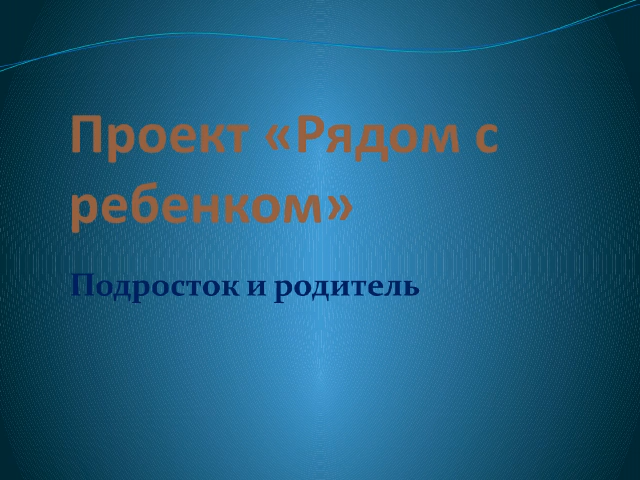 Проект «Рядом с
ребенком»
Подросток и родитель